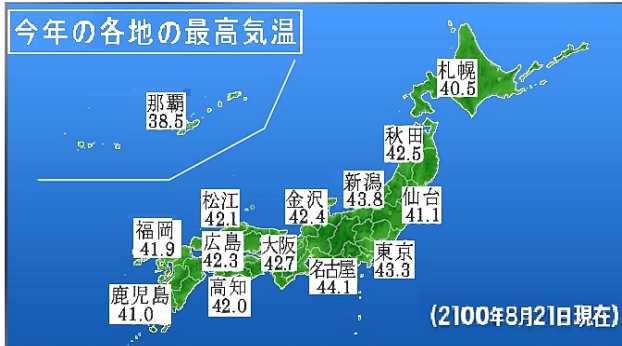 今年の各地の最高気温
札幌
40.5
那覇
38.5
秋田
42.5
新潟
43.8
仙台
41.1
松江
42.1
金沢
42.4
福岡
41.9
広島
42.3
大阪
42.7
名古屋
44.1
東京
43.3
鹿児島
41.0
高知
42.0
(2100年8月21日現在)